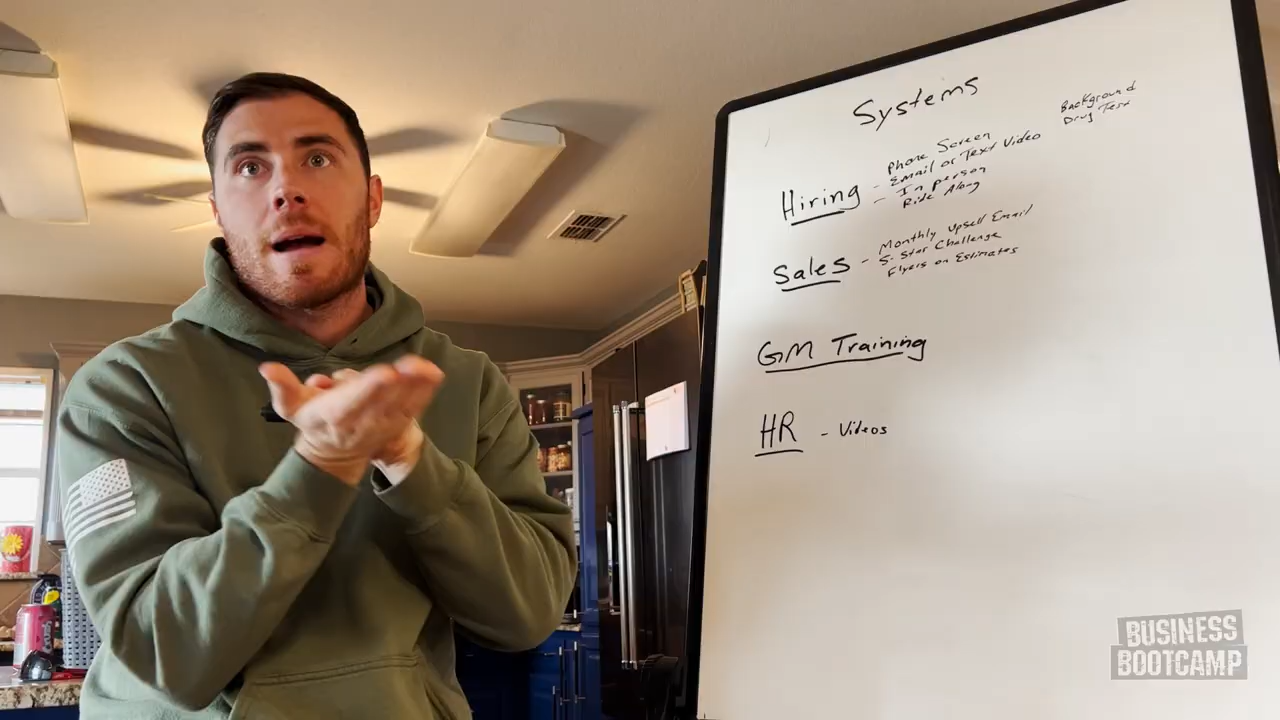 Systems
Background
Drug Test
Hiring - Phone Screen
- Email or Text Video
- In person
Ride Along
Sales - Monthly Upsell Email
5-Star Challenge
Flyers on Estimates
GM Training
HR - Videos
BUSINESS
BOOTCAMP